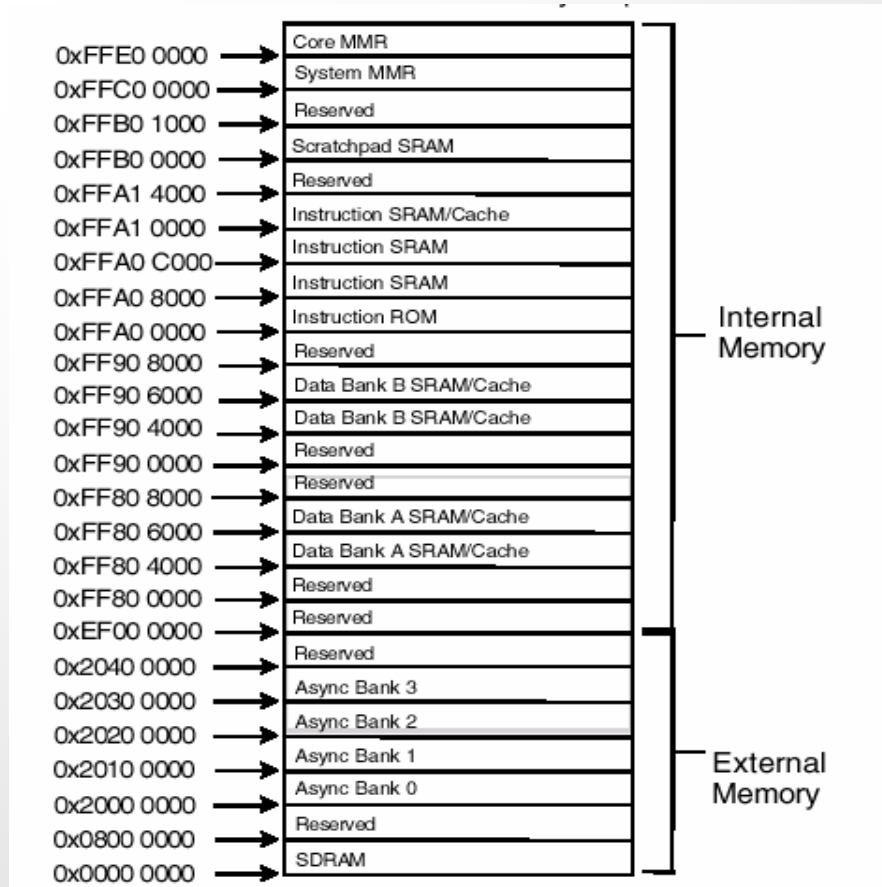 Core MMR
0xFFE0 0000
System MMR
0xFFC0 0000
Reserved
0xFFB0 1000
Scratchpad SRAM
0xFFB0 0000
Reserved
0xFFA1 4000
Instruction SRAM/Cache
0xFFA1 0000
Instruction SRAM
0xFFA0 C000
Instruction SRAM
0xFFA0 8000
Instruction ROM
0xFFA0 0000
Reserved
0xFF90 8000
Data Bank B SRAM/Cache
0xFF90 6000
Data Bank B SRAM/Cache
0xFF90 4000
Reserved
0xFF90 0000
Reserved
0xFF80 8000
Data Bank A SRAM/Cache
0xFF80 6000
Data Bank A SRAM/Cache
0xFF80 4000
Reserved
0xFF80 0000
Reserved
0xEF00 0000
Reserved
0x2040 0000
Async Bank 3
0x2030 0000
Async Bank 2
0x2020 0000
Async Bank 1
0x2010 0000
Async Bank 0
0x2000 0000
Reserved
0x0800 0000
SDRAM
0x0000 0000
Internal
Memory
External
Memory